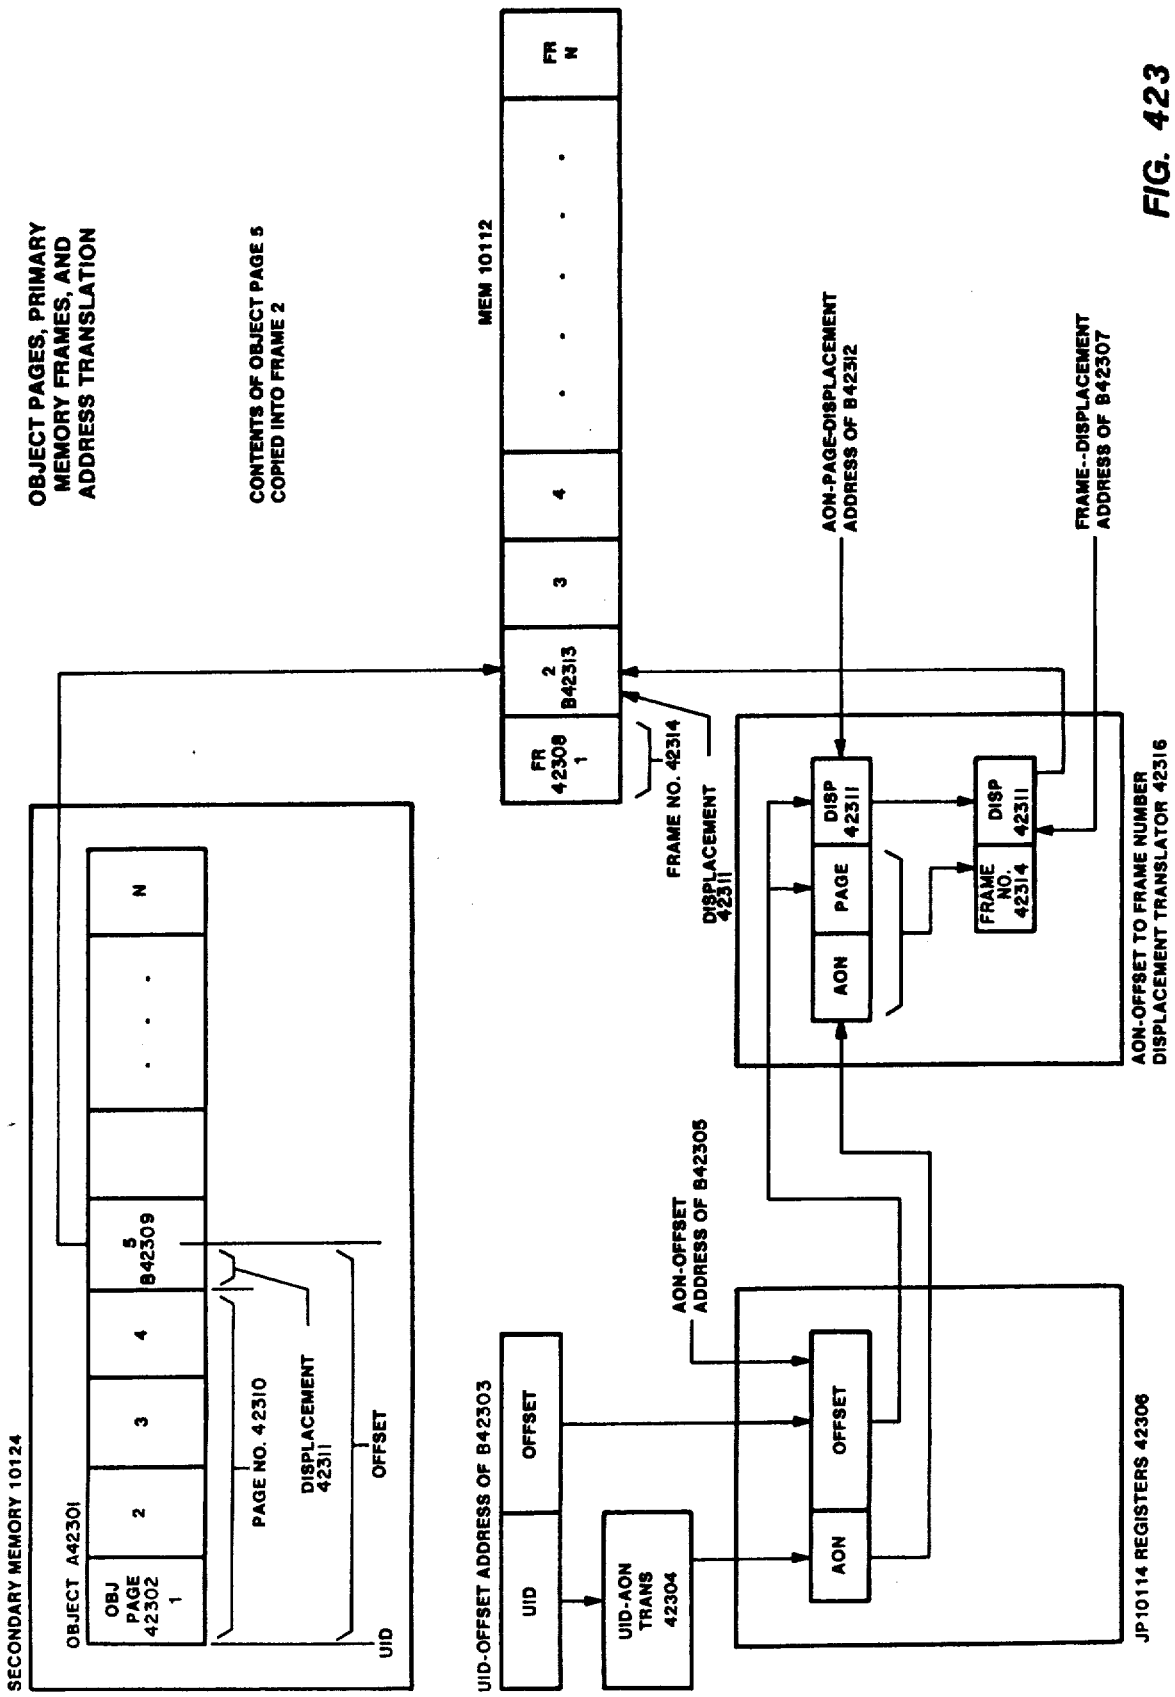 SECONDARY MEMORY 10124
OBJECT A42301
OBJ
PAGE
42302
1
2
3
4
5
B42309
N
PAGE NO. 42310
DISPLACEMENT
42311
OFFSET
UID
OBJECT PAGES, PRIMARY
MEMORY FRAMES, AND
ADDRESS TRANSLATION
CONTENTS OF OBJECT PAGE 5
COPIED INTO FRAME 2
UID-OFFSET ADDRESS OF B42303
UID
OFFSET
UID-AON
TRANS
42304
MEM 10112
FR
42308
1
2
B42313
3
4
FR
N
FRAME NO. 42314
DISPLACEMENT
42311
AON-OFFSET
ADDRESS OF B42305
AON
OFFSET
JP10114 REGISTERS 42306
AON-PAGE-DISPLACEMENT
ADDRESS OF B42312
AON
PAGE
DISP
42311
FRAME
NO.
42314
DISP
42311
FRAME--DISPLACEMENT
ADDRESS OF B42307
AON-OFFSET TO FRAME NUMBER
DISPLACEMENT TRANSLATOR 42316
FIG. 423